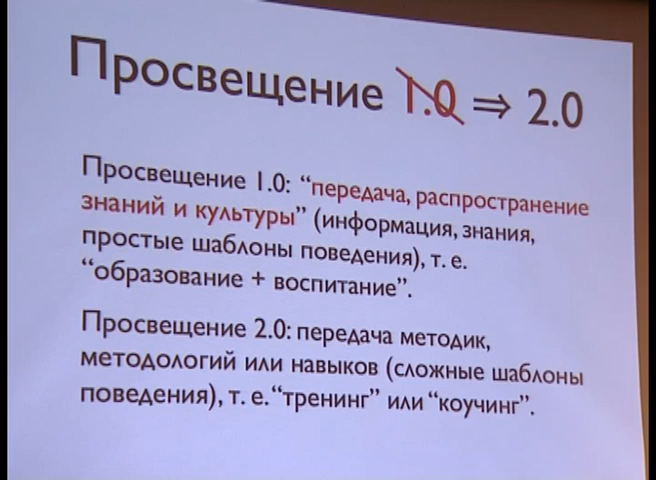 Просвещение 1.0 ⇒ 2.0
Просвещение 1.0: “передача, распространение
знаний и культуры” (информация, знания,
простые шаблоны поведения), т. е.
“образование + воспитание”.
Просвещение 2.0: передача методик,
методологий или навыков (сложные шаблоны
поведения), т. е. “тренинг” или “коучинг”.